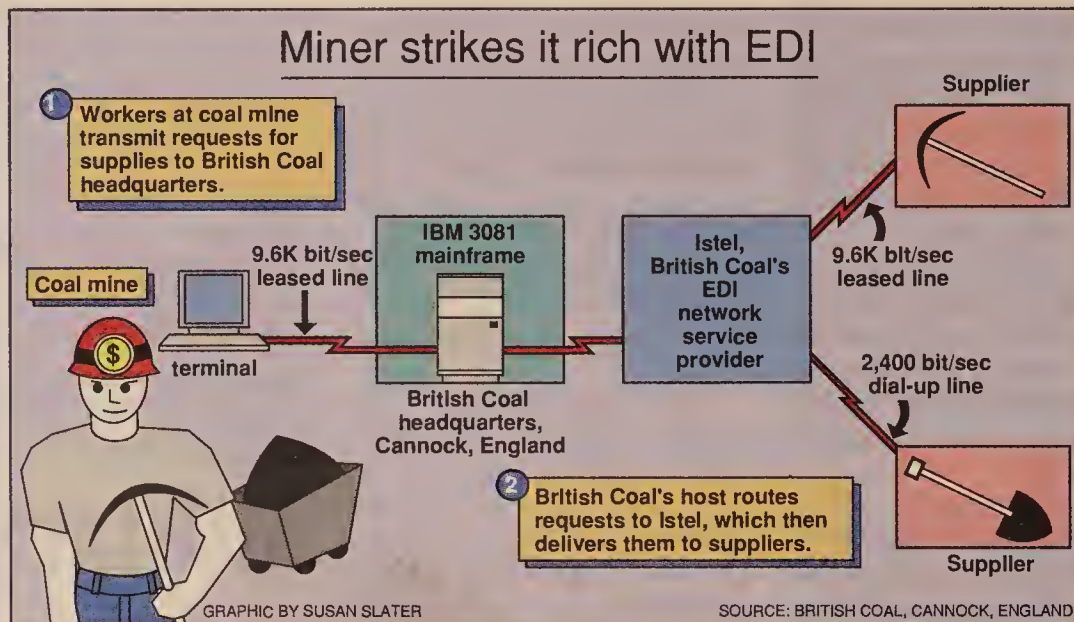 Miner strikes it rich with EDI
1
Workers at coal mine
transmit requests for
supplies to British Coal
headquarters.
Supplier
9.6K bit/sec
leased line
IBM 3081
mainframe
Istel,
British Coal's
EDI
network
service
provider
9.6K bit/sec
leased line
Coal mine
$
terminal
2,400 bit/sec
dial-up line
British Coal
headquarters,
Cannock, England
2
British Coal's host routes
requests to Istel, which then
delivers them to suppliers.
Supplier
GRAPHIC BY SUSAN SLATER
SOURCE: BRITISH COAL, CANNOCK, ENGLAND